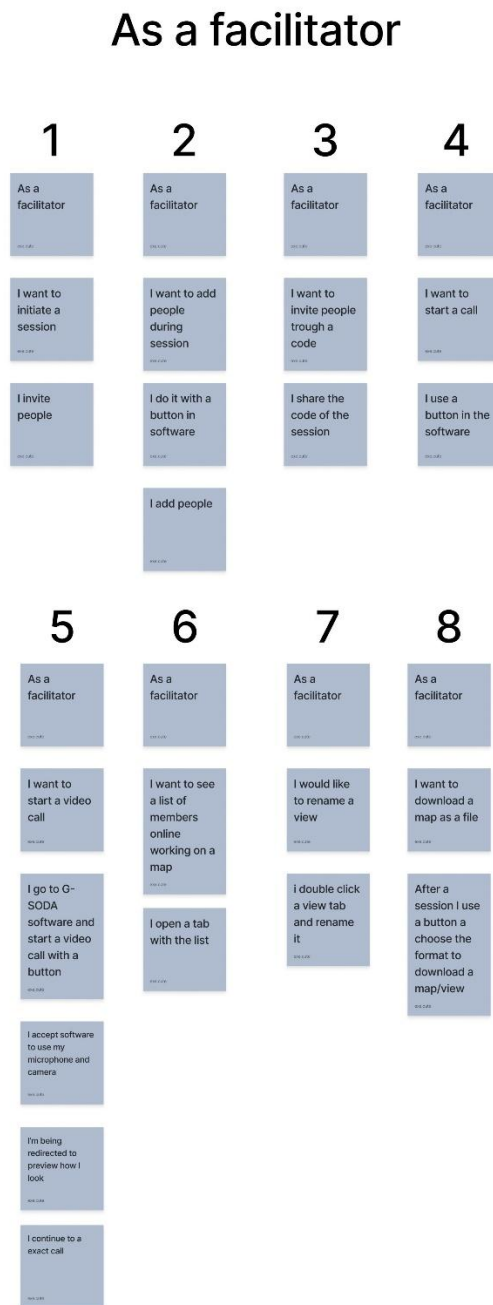 As a facilitator
1
2
3
4
As a
facilitator
As a
facilitator
As a
facilitator
As a
facilitator
I want to
initiate a
session
I want to add
people
during
session
I want to
invite people
trough a
code
I want to
start a call
I invite
people
I do it with a
button in
software
I share the
code of the
session
I use a
button in the
software
I add people
5
6
7
8
As a
facilitator
As a
facilitator
As a
facilitator
As a
facilitator
I want to
start a video
call
I want to see
a list of
members
online
working on a
map
I would like
to rename a
view
I want to
download a
map as a file
I go to G-
SODA
software and
start a video
call with a
button
I open a tab
with the list
i double click
a view tab
and rename
it
After a
session I use
a button a
choose the
format to
download a
map/view
I accept software
to use my
microphone and
camera
I'm being
redirected to
preview how I
look
I continue to a
exact call